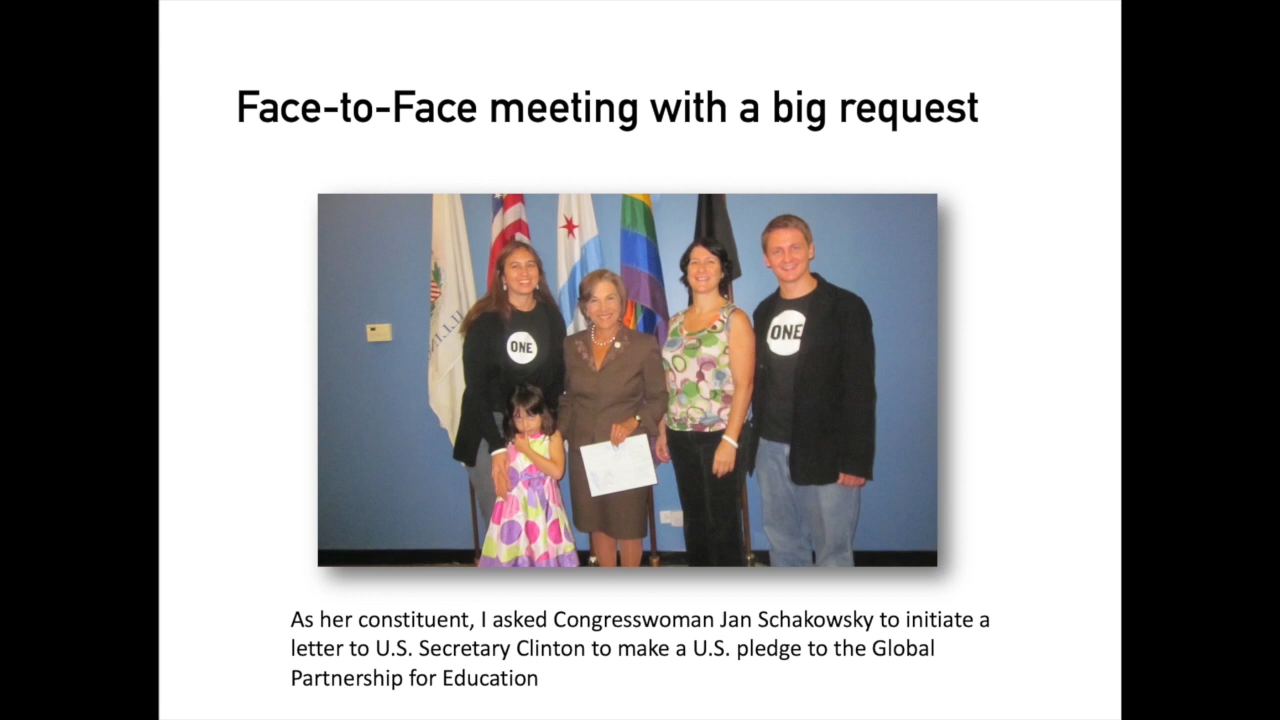 Face-to-Face meeting with a big request
ONE
ONE
As her constituent, I asked Congresswoman Jan Schakowsky to initiate a
letter to U.S. Secretary Clinton to make a U.S. pledge to the Global
Partnership for Education